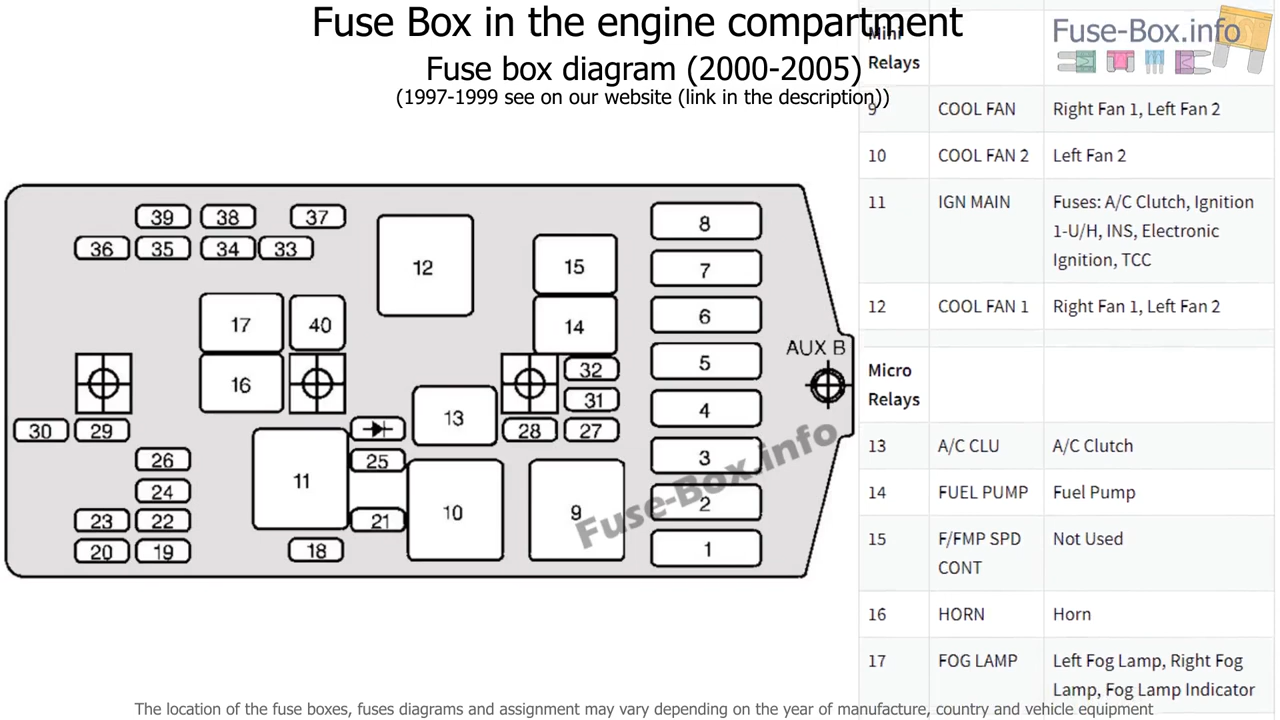 Fuse Box in the engine compartment
Fuse box diagram (2000-2005)
(1997-1999 see on our website (link in the description))
Fuse-Box.info
Mini Relays
9 COOL FAN Right Fan 1, Left Fan 2
10 COOL FAN 2 Left Fan 2
11 IGN MAIN Fuses: A/C Clutch, Ignition
1-U/H, INS, Electronic
Ignition, TCC
12 COOL FAN 1 Right Fan 1, Left Fan 2
Micro
Relays
13 A/C CLU A/C Clutch
14 FUEL PUMP Fuel Pump
15 F/FMP SPD Not Used
CONT
16 HORN Horn
17 FOG LAMP Left Fog Lamp, Right Fog
Lamp, Fog Lamp Indicator
39 38 37
36 35 34 33
12
15
8
7
17 40
14
6
16
32
5
AUX B
31
4
13
30 29
28 27
26
25
3
24
11
10
9
2
23 22
21
20 19
18
1
Fuse-Box.info
The location of the fuse boxes, fuses diagrams and assignment may vary depending on the year of manufacture, country and vehicle equipment